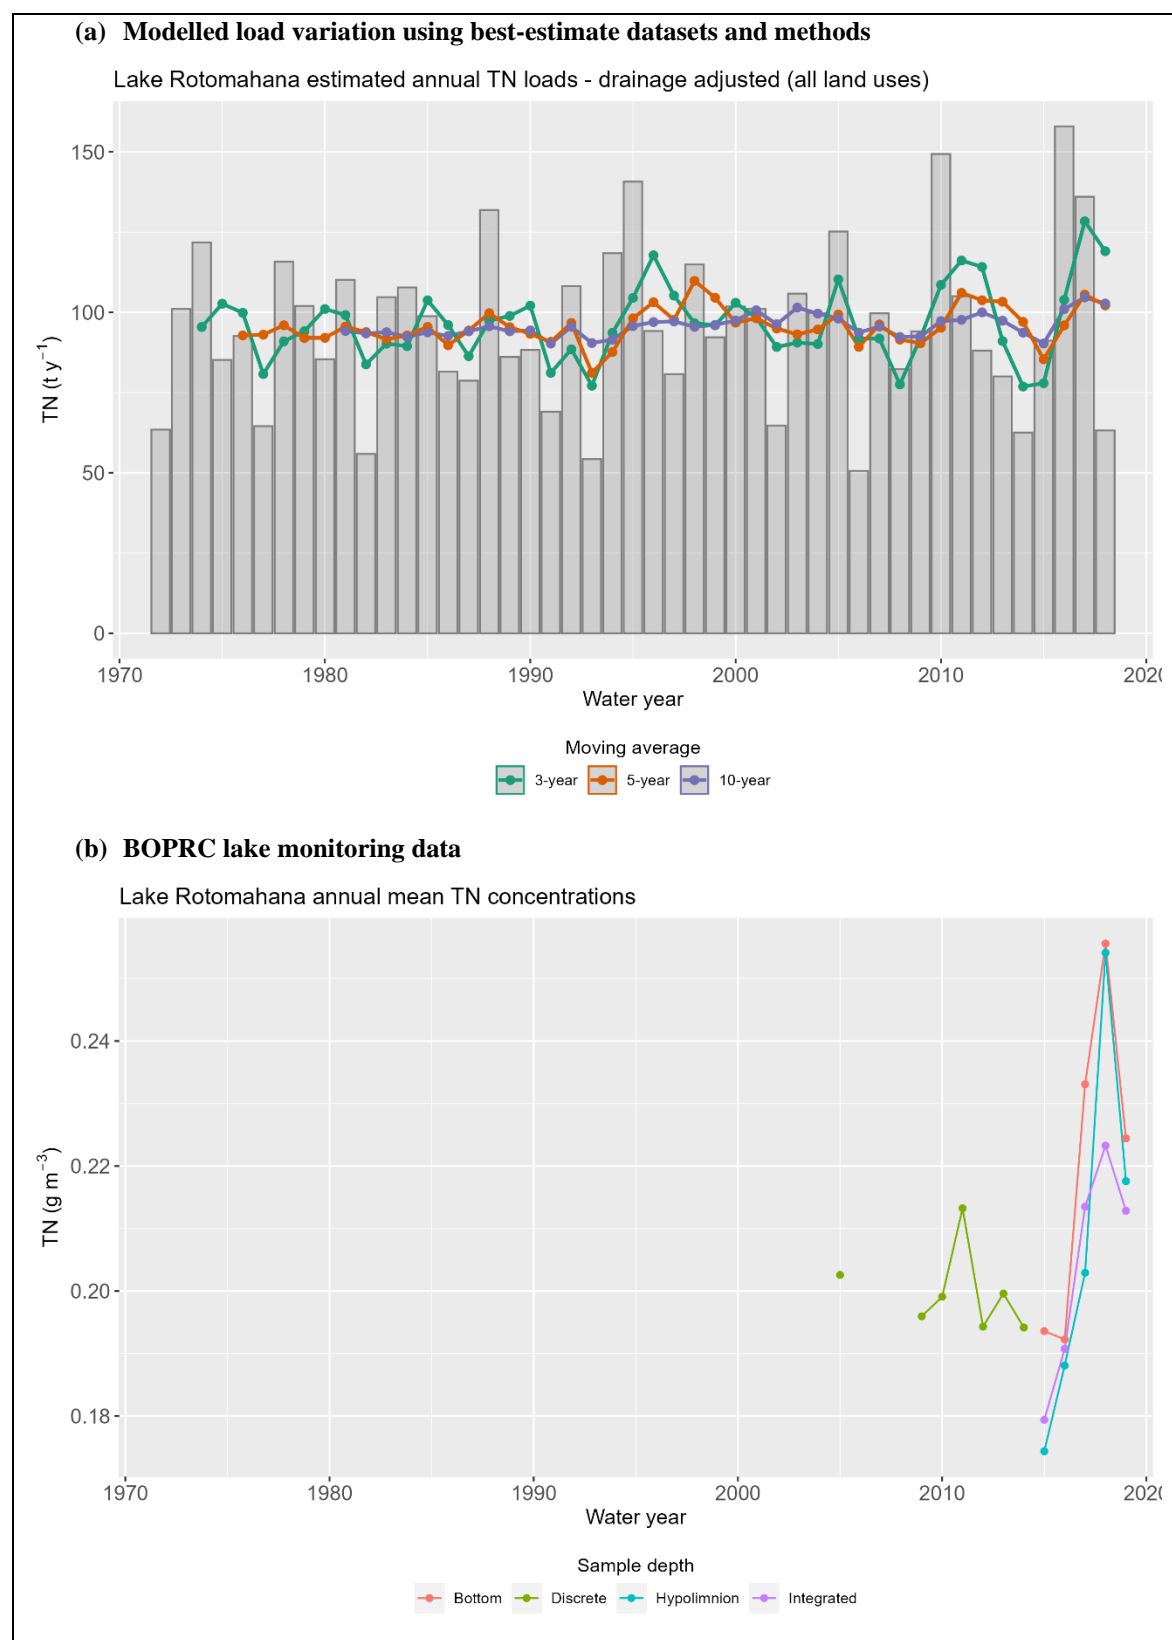 (a) Modelled load variation using best-estimate datasets and methods
Lake Rotomahana estimated annual TN loads - drainage adjusted (all land uses)
150
100
50
0
TN (t y⁻¹)
1970 1980 1990 2000 2010 2020
Water year
Moving average
3-year 5-year 10-year
(b) BOPRC lake monitoring data
Lake Rotomahana annual mean TN concentrations
0.24
0.22
0.20
0.18
TN (g m⁻³)
1970 1980 1990 2000 2010 2020
Water year
Sample depth
Bottom Discrete Hypolimnion Integrated